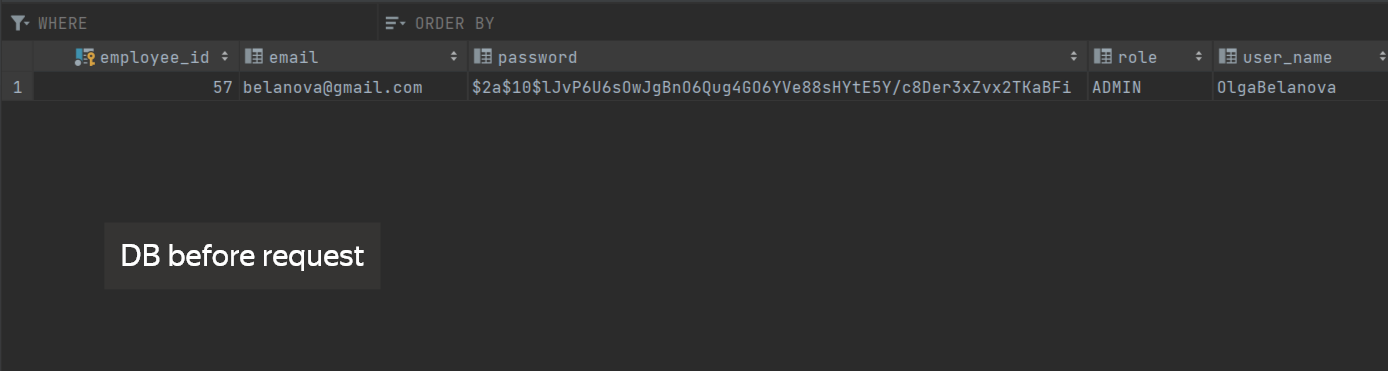 WHERE ORDER BY
employee_id email password role user_name
1 57 belanova@gmail.com $2a$10$lJvP6U6sOwJgBnO6Qug4GO6YVe88sHYtE5Y/c8Der3xZvx2TKaBFi ADMIN OlgaBelanova
DB before request